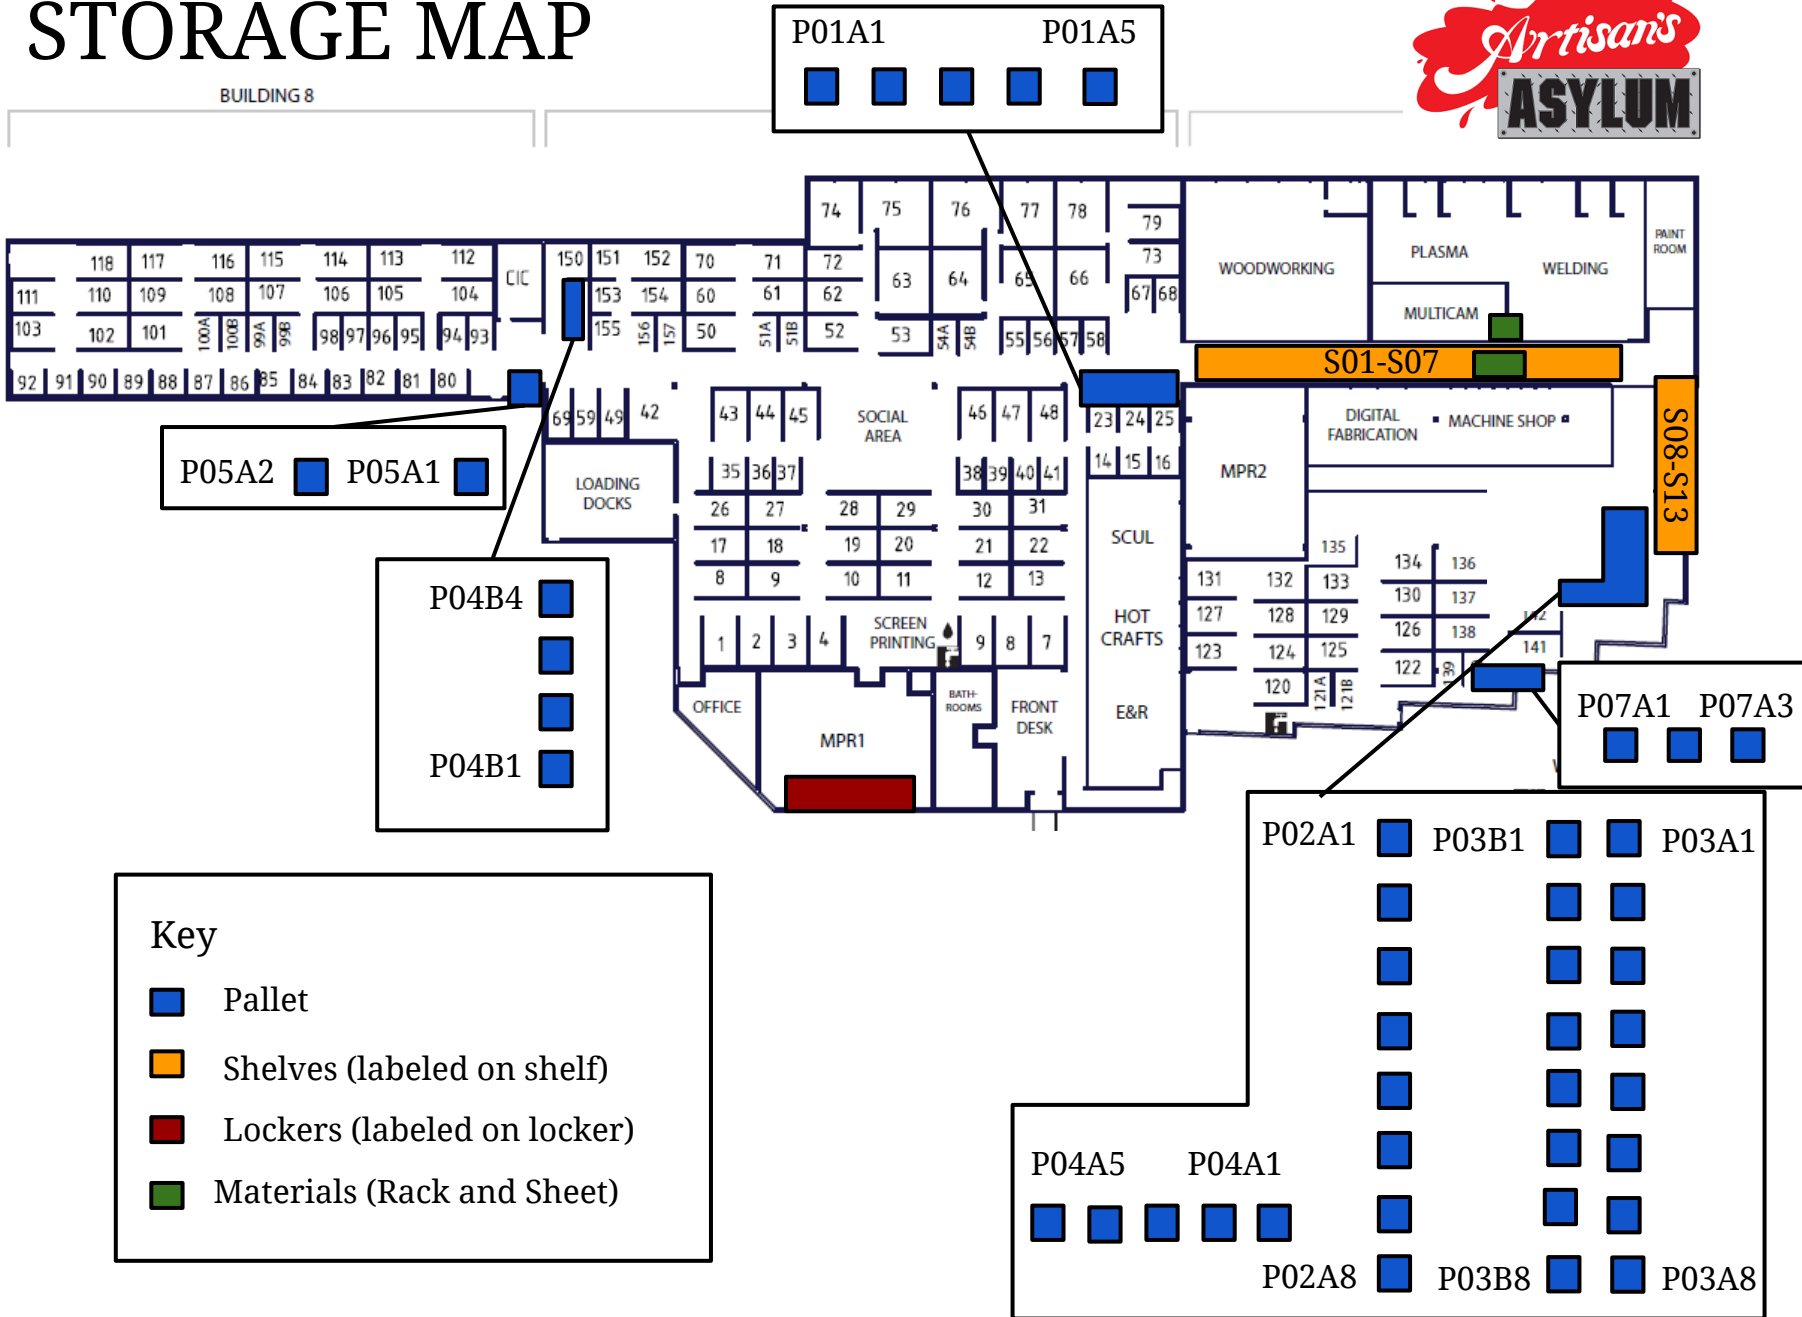 STORAGE MAP
P01A1 P01A5
Artisan's
ASYLUM
BUILDING 8
74 75 76 77 78 79
73
118 117 116 115 114 113 112 CIC 150 151 152 70 71 72 63 64 65 66 67 68
WOODWORKING
PLASMA
WELDING
PAINT
ROOM
MULTICAM
111 110 109 108 107 106 105 104 153 154 60 61 62
103 102 101 100A 100B 99A 99B 98 97 96 95 94 93 155 156 157 50 51A 51B 52 53 54A 54B 55 56 57 58
S01-S07
92 91 90 89 88 87 86 85 84 83 82 81 80
69 59 49 42 43 44 45
SOCIAL
AREA
46 47 48 23 24 25
DIGITAL
FABRICATION
MACHINE SHOP
S08-S13
P05A2 P05A1
LOADING
DOCKS
35 36 37 38 39 40 41 14 15 16
MPR2
26 27 28 29 30 31
17 18 19 20 21 22
8 9 10 11 12 13
SCUL
HOT
CRAFTS
E&R
135
131 132 133 134 136
127 128 129 130 137
123 124 125 126 138 142
141
120 121A 121B 122 139
P04B4
P04B1
1 2 3 4
SCREEN
PRINTING
9 8 7
OFFICE
MPR1
BATH-
ROOMS
FRONT
DESK
P07A1 P07A3
P02A1 P03B1 P03A1
Key
Pallet
Shelves (labeled on shelf)
Lockers (labeled on locker)
Materials (Rack and Sheet)
P04A5 P04A1
P02A8 P03B8 P03A8